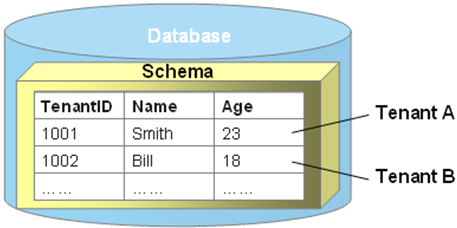 Database
Schema
TenantID Name Age
1001 Smith 23
1002 Bill 18
…… …… ……
Tenant A
Tenant B